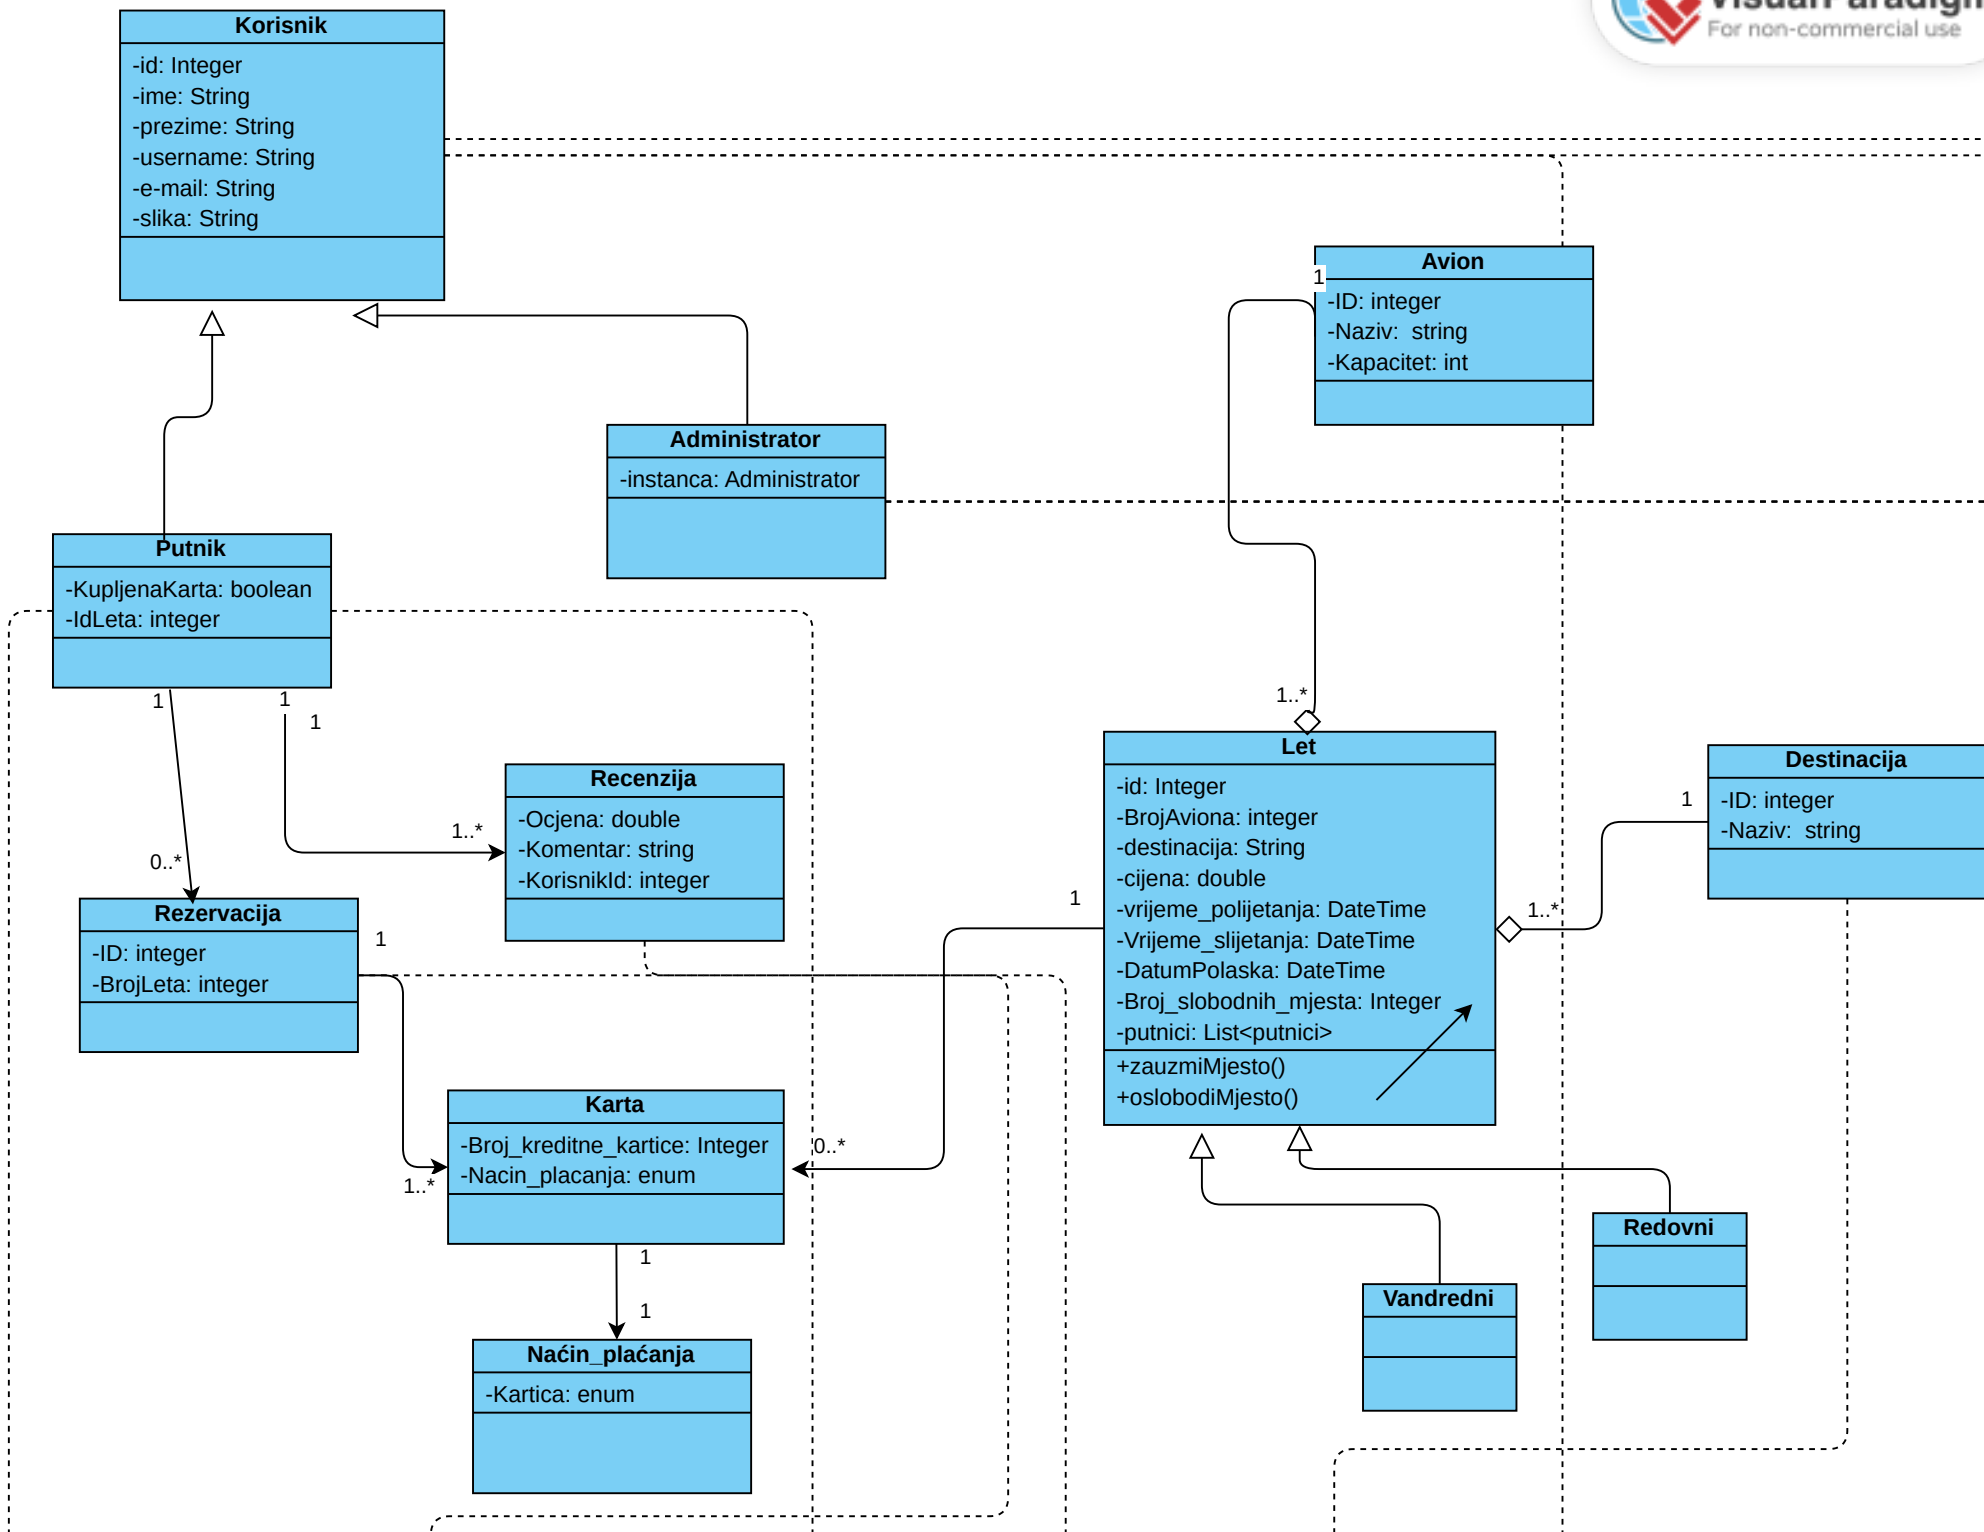 VisualParadigm
For non-commercial use
Korisnik
-id: Integer
-ime: String
-prezime: String
-username: String
-e-mail: String
-slika: String
Avion
1
-ID: integer
-Naziv:  string
-Kapacitet: int
Administrator
-instanca: Administrator
Putnik
-KupljenaKarta: boolean
-IdLeta: integer
1
1
1
1..*
0..*
Recenzija
-Ocjena: double
-Komentar: string
-KorisnikId: integer
Rezervacija
-ID: integer
-BrojLeta: integer
1
1..*
1..*
Let
-id: Integer
-BrojAviona: integer
-destinacija: String
-cijena: double
-vrijeme_polijetanja: DateTime
-Vrijeme_slijetanja: DateTime
-DatumPolaska: DateTime
-Broj_slobodnih_mjesta: Integer
-putnici: List<putnici>
+zauzmiMjesto()
+oslobodiMjesto()
1
0..*
Destinacija
-ID: integer
-Naziv:  string
1
1..*
Karta
-Broj_kreditne_kartice: Integer
-Nacin_placanja: enum
1
1
Naćin_plaćanja
-Kartica: enum
Redovni
Vandredni